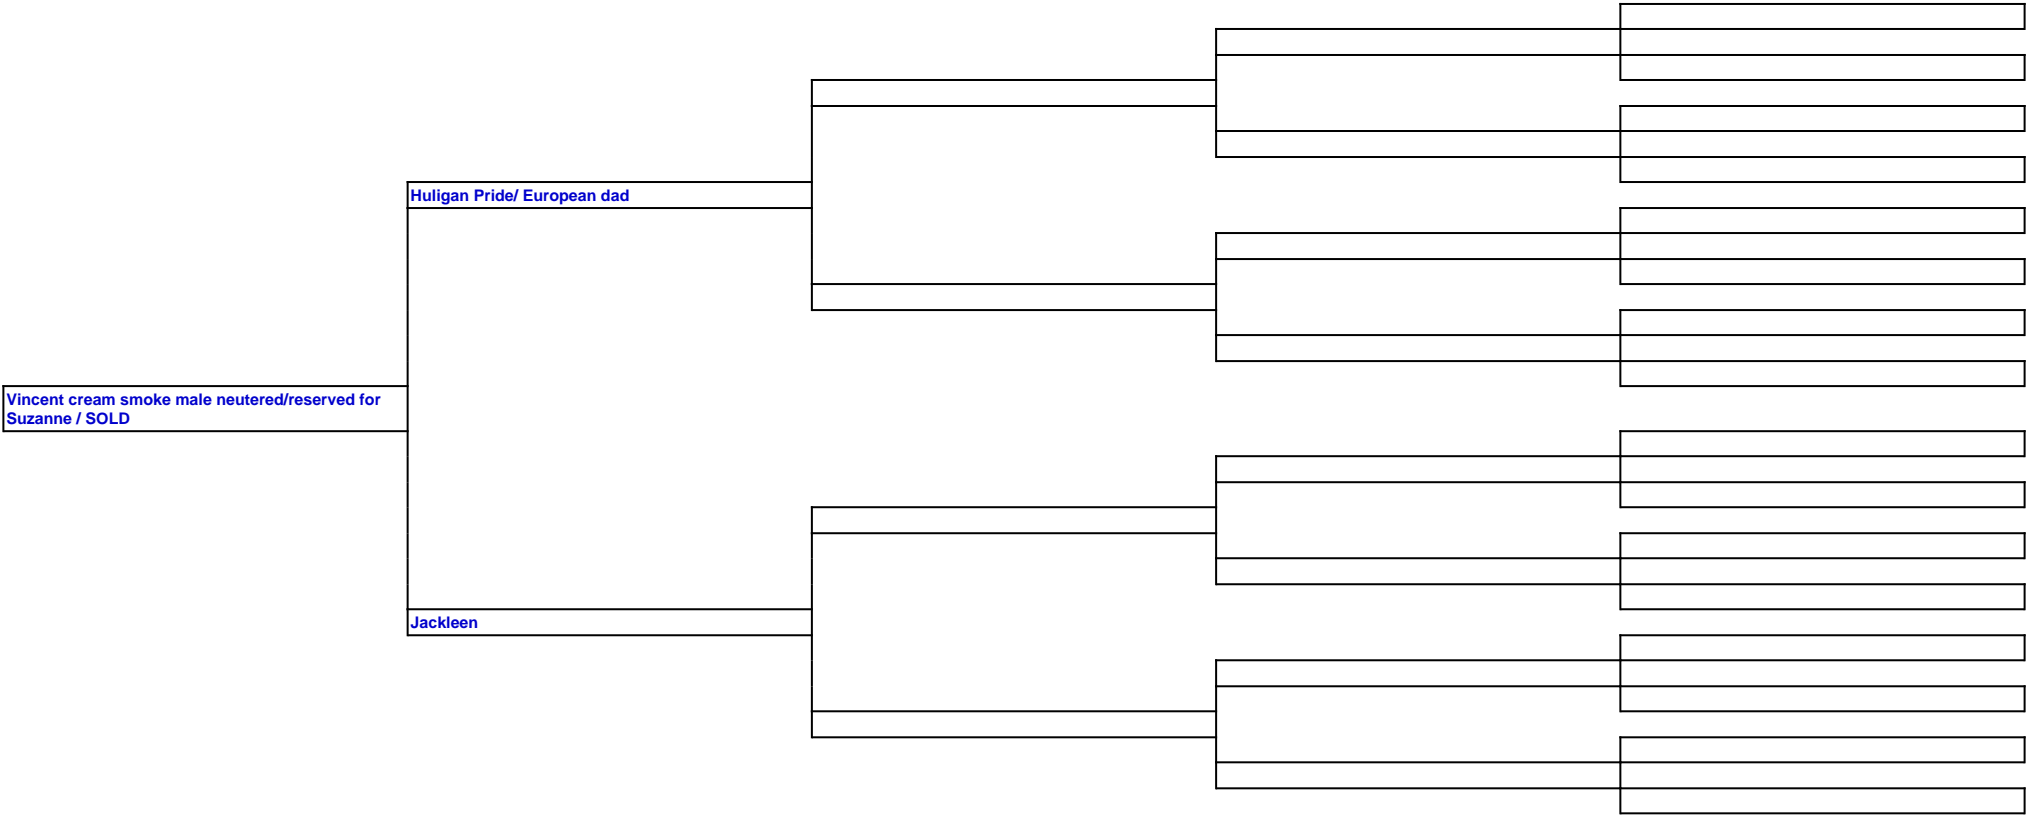 Huligan Pride/ European dad
Vincent cream smoke male neutered/reserved for
Suzanne / SOLD
Jackleen